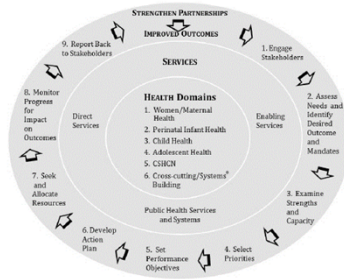 STRENGTHEN PARTNERSHIPS
IMPROVED OUTCOMES
9. Report Back
to Stakeholders
1. Engage
Stakeholders
SERVICES
8. Monitor
Progress
for
Impact
on
Outcomes
Direct
Services
HEALTH DOMAINS
1. Women/Maternal
Health
2. Perinatal Infant Health
3. Child Health
4. Adolescent Health
5. CSHCN
6. Cross-cutting/Systems
Building
Enabling
Services
2. Assess
Needs and
Identify
Desired
Outcome
and
Mandates
7. Seek
and
Allocate
Resources
3. Examine
Strengths
and
Capacity
Public Health Services
and Systems
6. Develop
Action
Plan
5. Set
Performance
Objectives
4. Select
Priorities